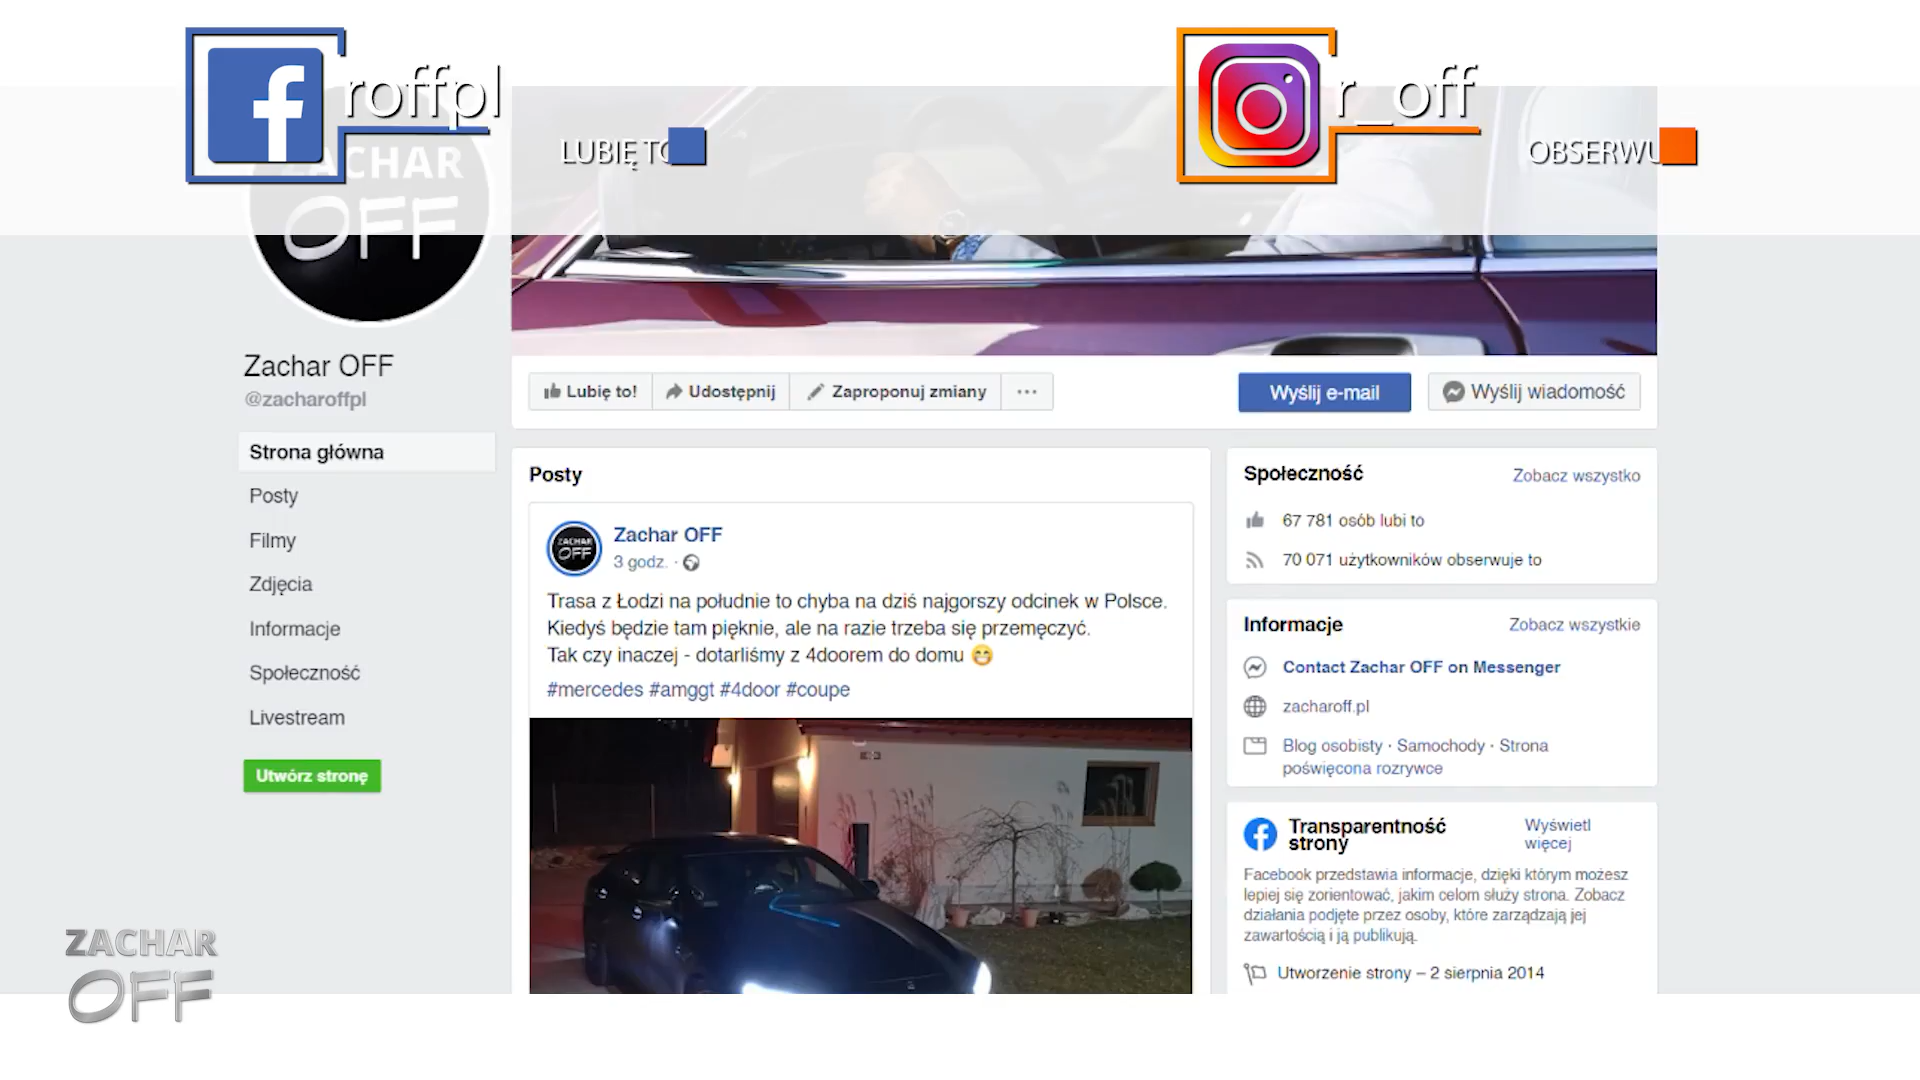 roffpl
LUBIĘ TO
r_off
OBSERWU
ZACHAR
OFF
Zachar OFF
@zacharoffpl
Strona główna
Posty
Filmy
Zdjęcia
Informacje
Społeczność
Livestream
Utwórz stronę
Lubię to!
Udostępnij
Zaproponuj zmiany
Wyślij e-mail
Wyślij wiadomość
Posty
ZACHAR
OFF
Zachar OFF
3 godz. ·
Trasa z Łodzi na południe to chyba na dziś najgorszy odcinek w Polsce.
Kiedyś będzie tam pięknie, ale na razie trzeba się przemęczyć.
Tak czy inaczej - dotarliśmy z 4doorem do domu 😁
#mercedes #amggt #4door #coupe
Społeczność
Zobacz wszystko
67 781 osób lubi to
70 071 użytkowników obserwuje to
Informacje
Zobacz wszystkie
Contact Zachar OFF on Messenger
zacharoff.pl
Blog osobisty · Samochody · Strona
poświęcona rozrywce
Transparentność
strony
Wyświetl
więcej
Facebook przedstawia informacje, dzięki którym możesz
lepiej się zorientować, jakim celom służy strona. Zobacz
działania podjęte przez osoby, które zarządzają jej
zawartością i ją publikują.
Utworzenie strony – 2 sierpnia 2014
ZACHAR
OFF